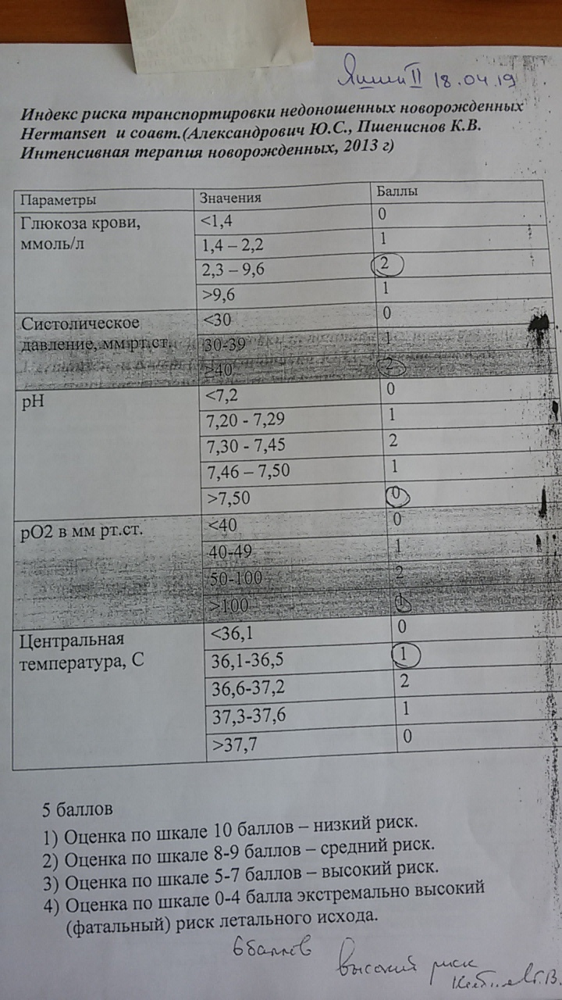 II 18.04.19
Индекс риска транспортировки недоношенных новорожденных
Hermansen и соавт.(Александрович Ю.С., Пшениснов К.В.
Интенсивная терапия новорожденных, 2013 г)
Параметры Значения Баллы
Глюкоза крови, <1,4 0
ммоль/л 1,4 – 2,2 1
2,3 – 9,6 2
>9,6 1
Систолическое <30 0
давление, мм рт.ст. 30-39 1
≥40 2
pH <7,2 0
7,20 - 7,29 1
7,30 - 7,45 2
7,46 – 7,50 1
>7,50 0
pO2 в мм рт.ст. <40 0
40-49 1
50-100 2
>100 1
Центральная <36,1 0
температура, С 36,1-36,5 1
36,6-37,2 2
37,3-37,6 1
>37,7 0
5 баллов
1) Оценка по шкале 10 баллов – низкий риск.
2) Оценка по шкале 8-9 баллов – средний риск.
3) Оценка по шкале 5-7 баллов – высокий риск.
4) Оценка по шкале 0-4 балла экстремально высокий
(фатальный) риск летального исхода.
6 баллов
высокий риск